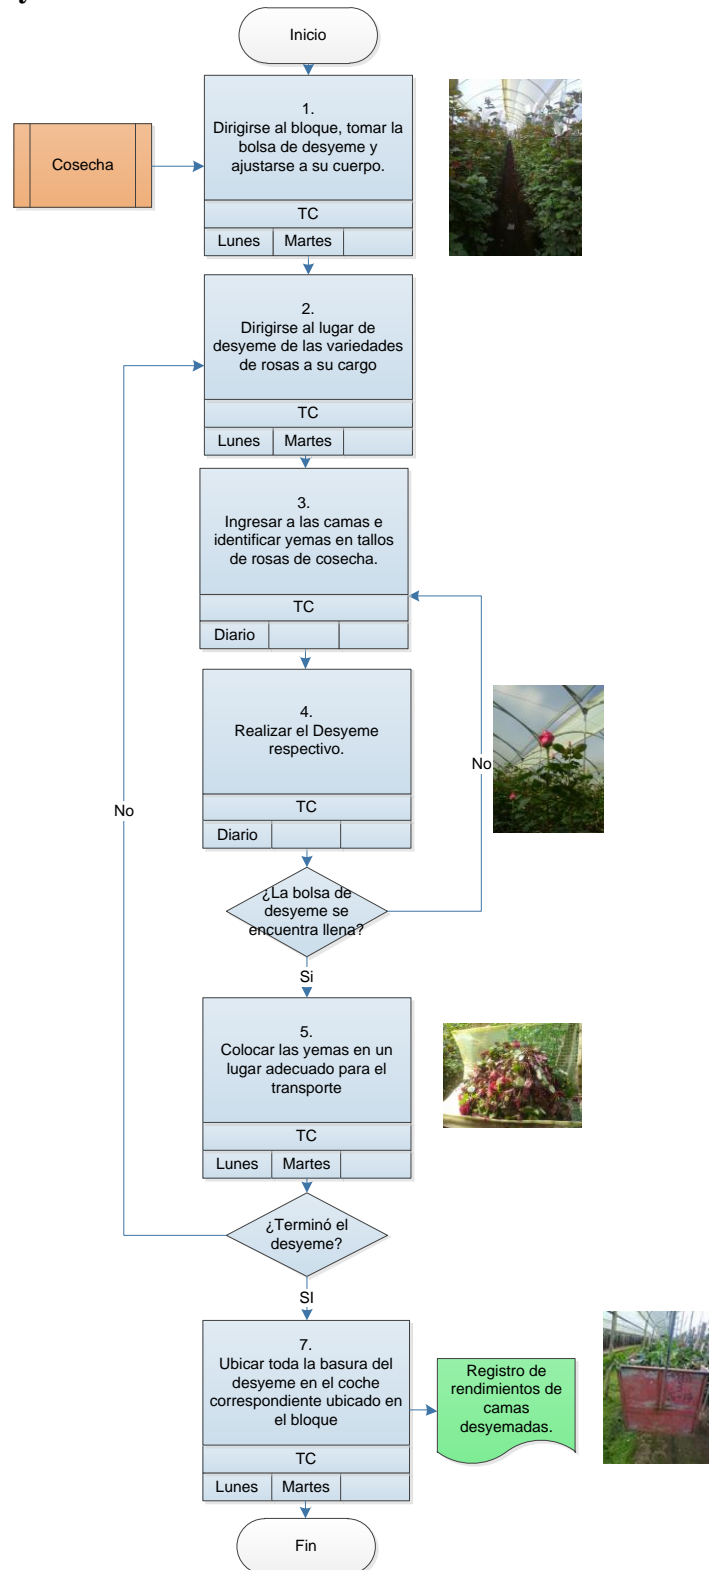 Inicio
1.
Dirigirse al bloque, tomar la
bolsa de desyeme y
ajustarse a su cuerpo.
Cosecha
TC
Lunes Martes
2.
Dirigirse al lugar de
desyeme de las variedades
de rosas a su cargo
TC
Lunes Martes
3.
Ingresar a las camas e
identificar yemas en tallos
de rosas de cosecha.
TC
Diario
4.
Realizar el Desyeme
respectivo.
No
TC
No
Diario
¿La bolsa de
desyeme se
encuentra llena?
Si
5.
Colocar las yemas en un
lugar adecuado para el
transporte
TC
Lunes Martes
¿Terminó el
desyeme?
SI
7.
Ubicar toda la basura del
desyeme en el coche
correspondiente ubicado en
el bloque
Registro de
rendimientos de
camas
desyemadas.
TC
Lunes Martes
Fin